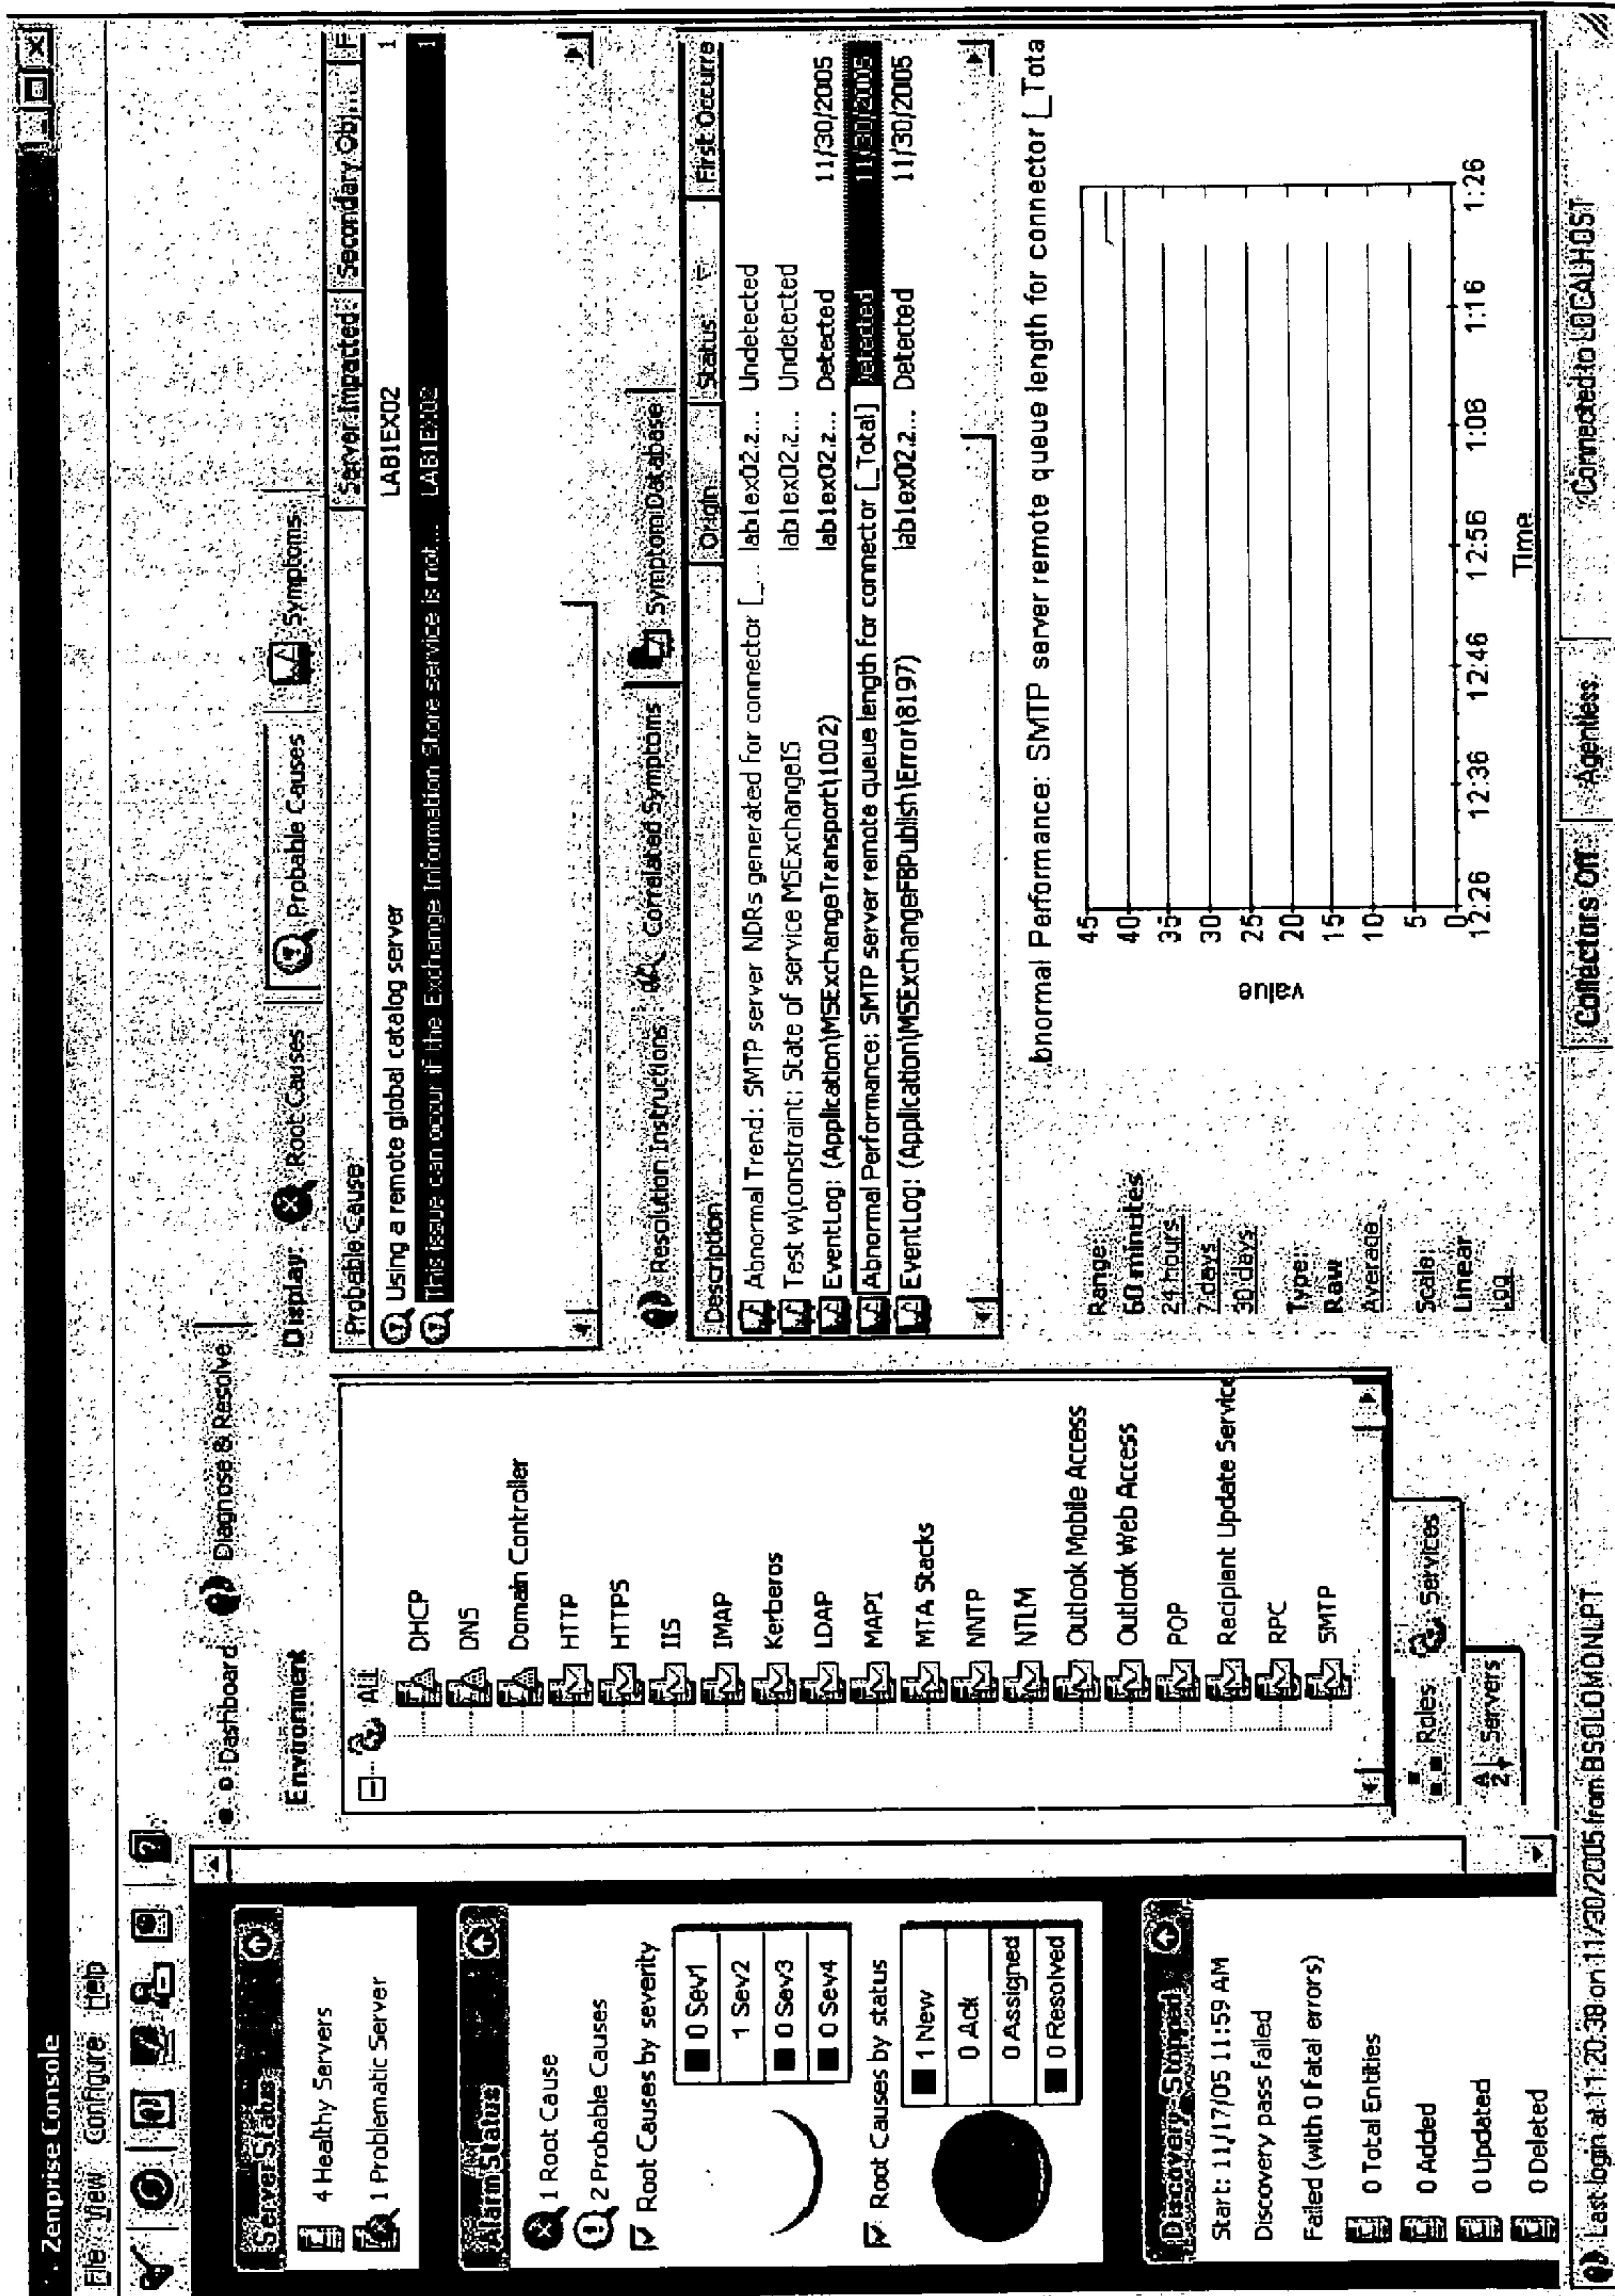 Zenprise Console
File View Configure Help
Server Status
4 Healthy Servers
1 Problematic Server
Alarm Status
1 Root Cause
2 Probable Causes
Root Causes by severity
0 Sev1
1 Sev2
0 Sev3
0 Sev4
Root Causes by status
1 New
0 Ack
0 Assigned
0 Resolved
Discovery: Stopped
Start: 11/17/05 11:59 AM
Discovery pass failed
Failed (with 0 fatal errors)
0 Total Entities
0 Added
0 Updated
0 Deleted
Dashboard Diagnose & Resolve
Environment
ALL
DHCP
DNS
Domain Controller
HTTP
HTTPS
IIS
IMAP
Kerberos
LDAP
MAPI
MTA Stacks
NNTP
NTLM
Outlook Mobile Access
Outlook Web Access
POP
Recipiant Update Service
RPC
SMTP
Roles Services
Servers
Display: Root Causes Probable Causes Symptoms
Probable Cause Server Impacted Secondary Obj... F
Using a remote global catalog server LAB1EX02 1
This issue can occur if the Exchange Information Store service is not... LAB1EX02 1
Resolution Instructions Correlated Symptoms Symptom Database
Description Origin Status First Occurre
Abnormal Trend: SMTP server NDRs generated for connector [_... lab1ex02.z... Undetected
Test w\constraint: State of service MSExchangeIS lab1ex02.z... Undetected
EventLog: (Application\MSExchangeTransport\1002) lab1ex02.z... Detected 11/30/2005
Abnormal Performance: SMTP server remote queue length for connector [_Total] Detected 11/30/2005
EventLog: (Application\MSExchangeFBPublish\Error\8197) lab1ex02.z... Detected 11/30/2005
Range:
60 minutes
24 hours
7 days
30 days
Type:
Raw
Average
Scale:
Linear
Log
bnormal Performance: SMTP server remote queue length for connector [_Tota
value
45
40
35
30
25
20
15
10
5
0
12:26 12:36 12:46 12:56 1:06 1:16 1:26
Time
Last login at 11:20:38 on 11/30/2005 from BSOLOMONLPT Collectors Off Agentless Connected to LOCALHOST